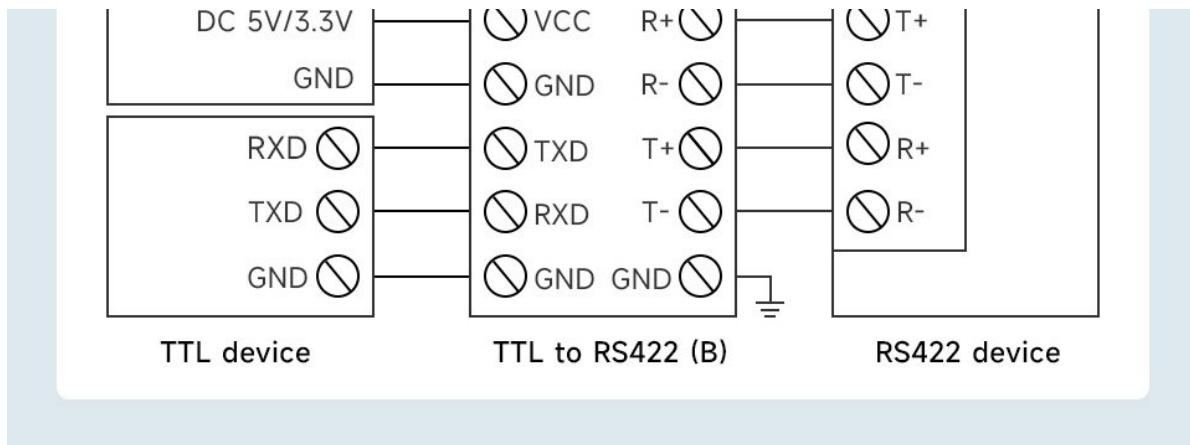 DC 5V/3.3V VCC R+ T+
GND GND R- T-
RXD TXD T+ R+
TXD RXD T- R-
GND GND GND
TTL device TTL to RS422 (B) RS422 device